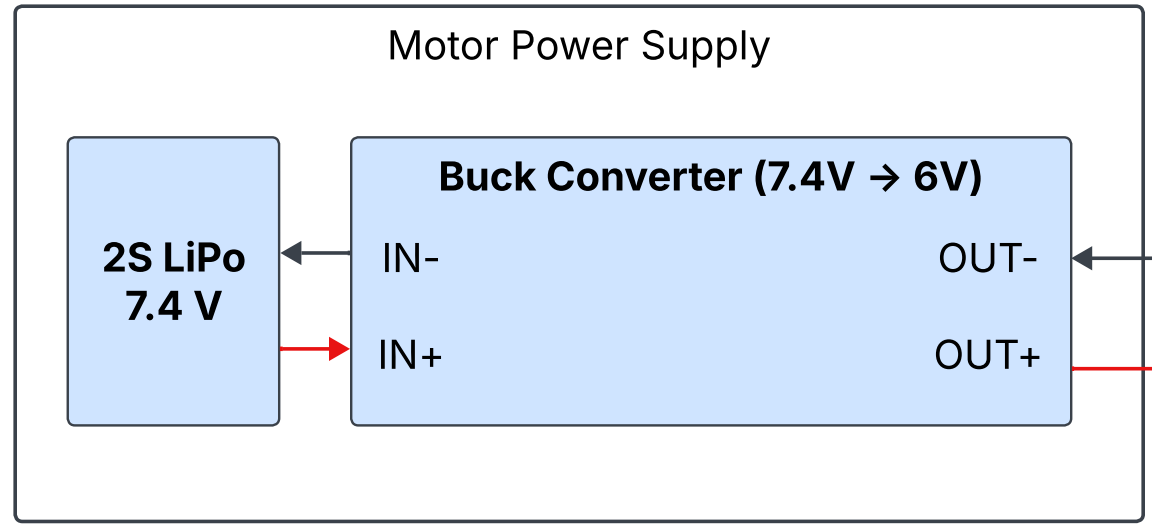 Motor Power Supply
Buck Converter (7.4V → 6V)
2S LiPo
7.4 V
IN-
OUT-
IN+
OUT+